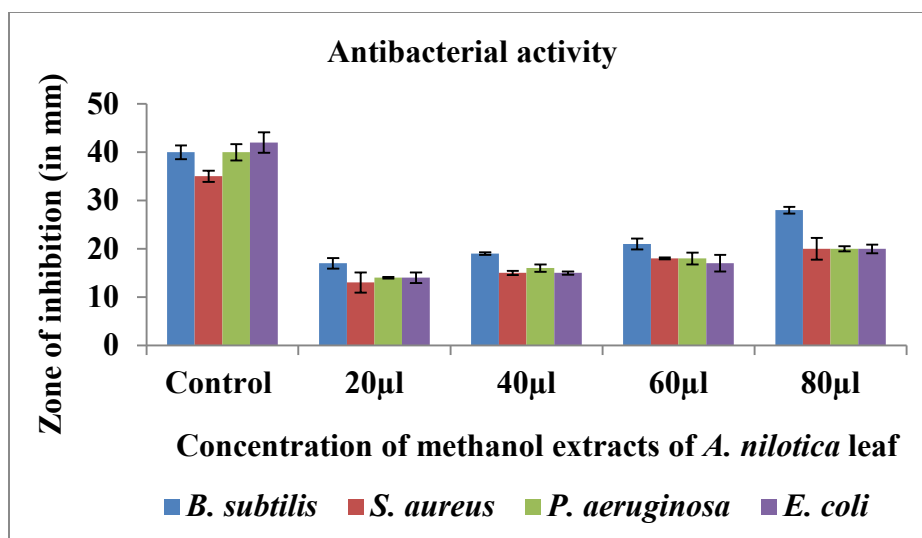 Antibacterial activity
Zone of inhibition (in mm)
50
40
30
20
10
0
Control 20µl 40µl 60µl 80µl
Concentration of methanol extracts of A. nilotica leaf
B. subtilis S. aureus P. aeruginosa E. coli